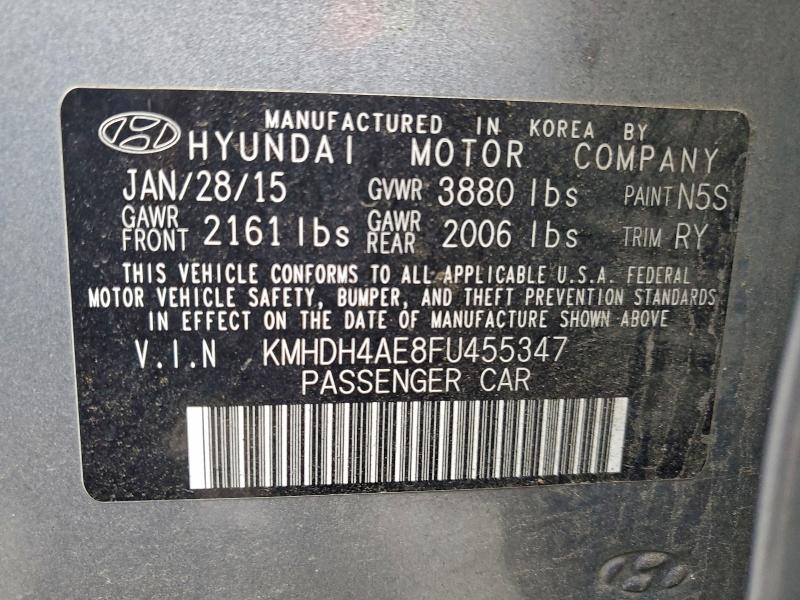 MANUFACTURED IN KOREA BY
HYUNDAI MOTOR COMPANY
JAN/28/15 GVWR 3880 lbs PAINT N5S
GAWR FRONT 2161 lbs GAWR REAR 2006 lbs TRIM RY
THIS VEHICLE CONFORMS TO ALL APPLICABLE U.S.A. FEDERAL
MOTOR VEHICLE SAFETY, BUMPER, AND THEFT PREVENTION STANDARDS
IN EFFECT ON THE DATE OF MANUFACTURE SHOWN ABOVE
V.I.N KMHDH4AE8FU455347
PASSENGER CAR